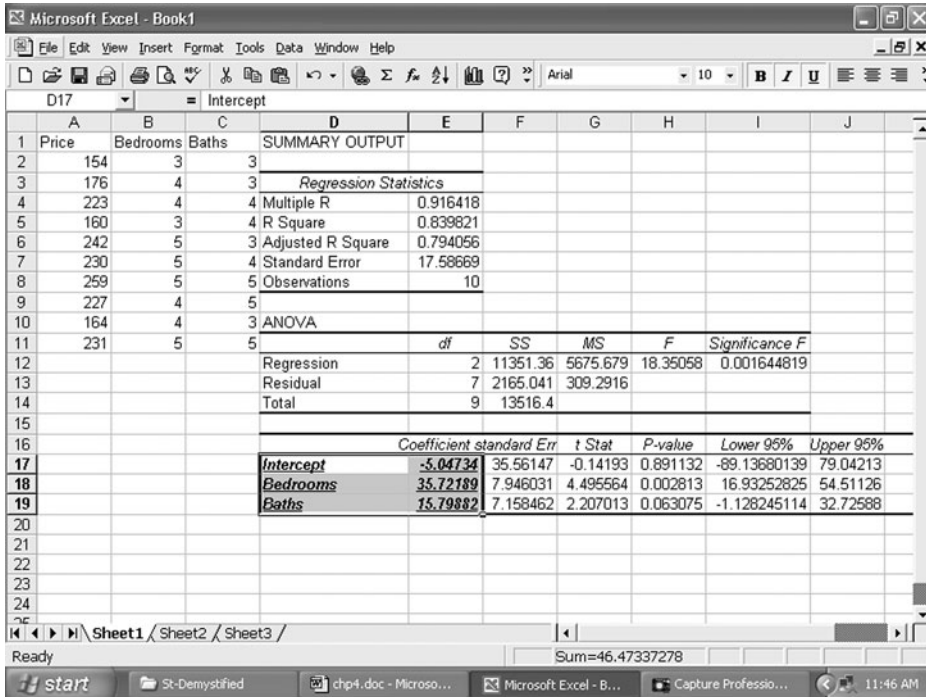 Microsoft Excel - Book1
File Edit View Insert Format Tools Data Window Help
Arial 10 B I U
D17 = Intercept
A B C D E F G H I J
1 Price Bedrooms Baths SUMMARY OUTPUT
2 154 3 3
3 176 4 3 Regression Statistics
4 223 4 4 Multiple R 0.916418
5 160 3 4 R Square 0.839821
6 242 5 3 Adjusted R Square 0.794056
7 230 5 4 Standard Error 17.58669
8 259 5 5 Observations 10
9 227 4 5
10 164 4 3 ANOVA
11 231 5 5 df SS MS F Significance F
12 Regression 2 11351.36 5675.679 18.35058 0.001644819
13 Residual 7 2165.041 309.2916
14 Total 9 13516.4
15
16 Coefficient standard Err t Stat P-value Lower 95% Upper 95%
17 Intercept -5.04734 35.56147 -0.14193 0.891132 -89.13680139 79.04213
18 Bedrooms 35.72189 7.946031 4.495564 0.002813 16.93252825 54.51126
19 Baths 15.79882 7.158462 2.207013 0.063075 -1.128245114 32.72588
20
21
22
23
24
Sheet1 / Sheet2 / Sheet3 /
Ready Sum=46.47337278
start St-Demystified chp4.doc - Microso... Microsoft Excel - B... Capture Professio... 11:46 AM